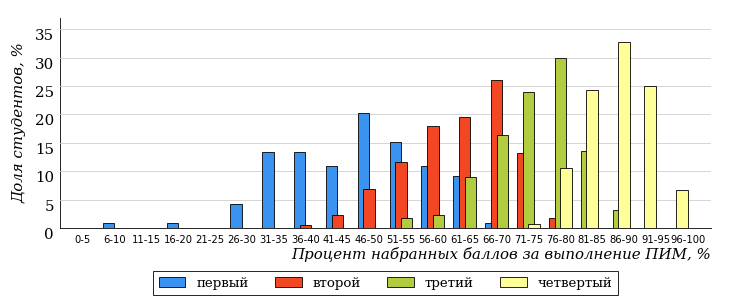 Доля студентов, %
35
30
25
20
15
10
5
0
0-5 6-10 11-15 16-20 21-25 26-30 31-35 36-40 41-45 46-50 51-55 56-60 61-65 66-70 71-75 76-80 81-85 86-90 91-95 96-100
Процент набранных баллов за выполнение ПИМ, %
первый второй третий четвертый